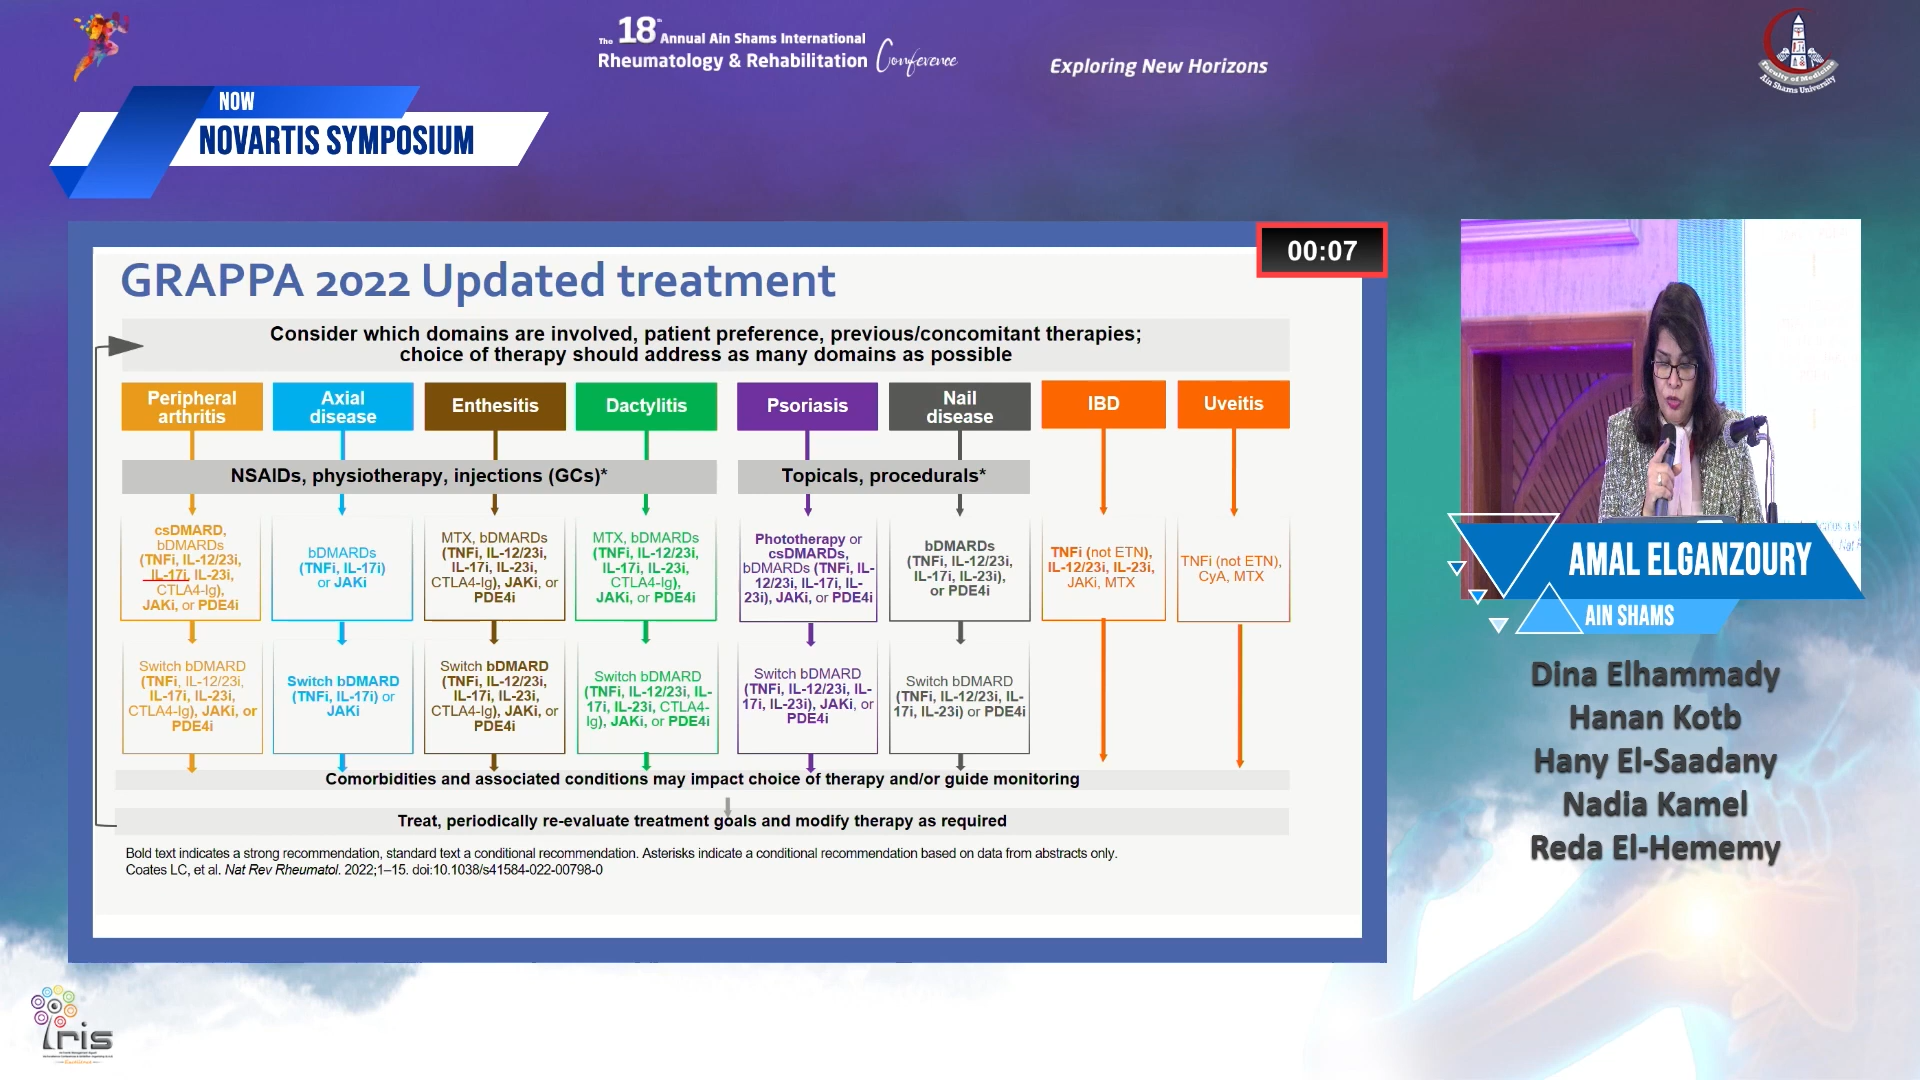 The 18th Annual Ain Shams International
Rheumatology & Rehabilitation Conference
Exploring New Horizons
Faculty of Medicine
Ain Shams University
NOW
NOVARTIS SYMPOSIUM
00:07
GRAPPA 2022 Updated treatment
Consider which domains are involved, patient preference, previous/concomitant therapies;
choice of therapy should address as many domains as possible
Peripheral
arthritis
Axial
disease
Enthesitis
Dactylitis
Psoriasis
Nail
disease
IBD
Uveitis
NSAIDs, physiotherapy, injections (GCs)*
Topicals, procedurals*
csDMARD,
bDMARDs
(TNFi, IL-12/23i,
IL-17i, IL-23i,
CTLA4-Ig),
JAKi, or PDE4i
bDMARDs
(TNFi, IL-17i)
or JAKi
MTX, bDMARDs
(TNFi, IL-12/23i,
IL-17i, IL-23i,
CTLA4-Ig), JAKi, or
PDE4i
MTX, bDMARDs
(TNFi, IL-12/23i,
IL-17i, IL-23i,
CTLA4-Ig),
JAKi, or PDE4i
Phototherapy or
csDMARDs,
bDMARDs (TNFi, IL-
12/23i, IL-17i, IL-
23i), JAKi, or PDE4i
bDMARDs
(TNFi, IL-12/23i,
IL-17i, IL-23i),
or PDE4i
TNFi (not ETN),
IL-12/23i, IL-23i,
JAKi, MTX
TNFi (not ETN),
CyA, MTX
Switch bDMARD
(TNFi, IL-12/23i,
IL-17i, IL-23i,
CTLA4-Ig), JAKi, or
PDE4i
Switch bDMARD
(TNFi, IL-17i) or
JAKi
Switch bDMARD
(TNFi, IL-12/23i,
IL-17i, IL-23i,
CTLA4-Ig), JAKi, or
PDE4i
Switch bDMARD
(TNFi, IL-12/23i, IL-
17i, IL-23i, CTLA4-
Ig), JAKi, or PDE4i
Switch bDMARD
(TNFi, IL-12/23i, IL-
17i, IL-23i), JAKi, or
PDE4i
Switch bDMARD
(TNFi, IL-12/23i, IL-
17i, IL-23i) or PDE4i
Comorbidities and associated conditions may impact choice of therapy and/or guide monitoring
Treat, periodically re-evaluate treatment goals and modify therapy as required
Bold text indicates a strong recommendation, standard text a conditional recommendation. Asterisks indicate a conditional recommendation based on data from abstracts only.
Coates LC, et al. Nat Rev Rheumatol. 2022;1–15. doi:10.1038/s41584-022-00798-0
AMAL ELGANZOURY
AIN SHAMS
Dina Elhammady
Hanan Kotb
Hany El-Saadany
Nadia Kamel
Reda El-Hememy
Iris